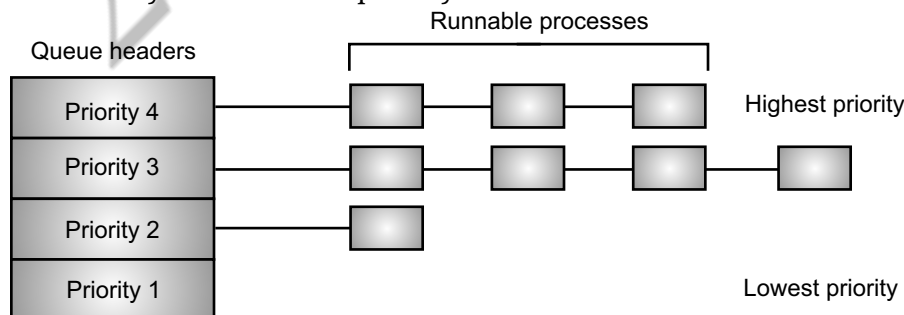 Runnable processes
Queue headers
Priority 4
Highest priority
Priority 3
Priority 2
Priority 1
Lowest priority